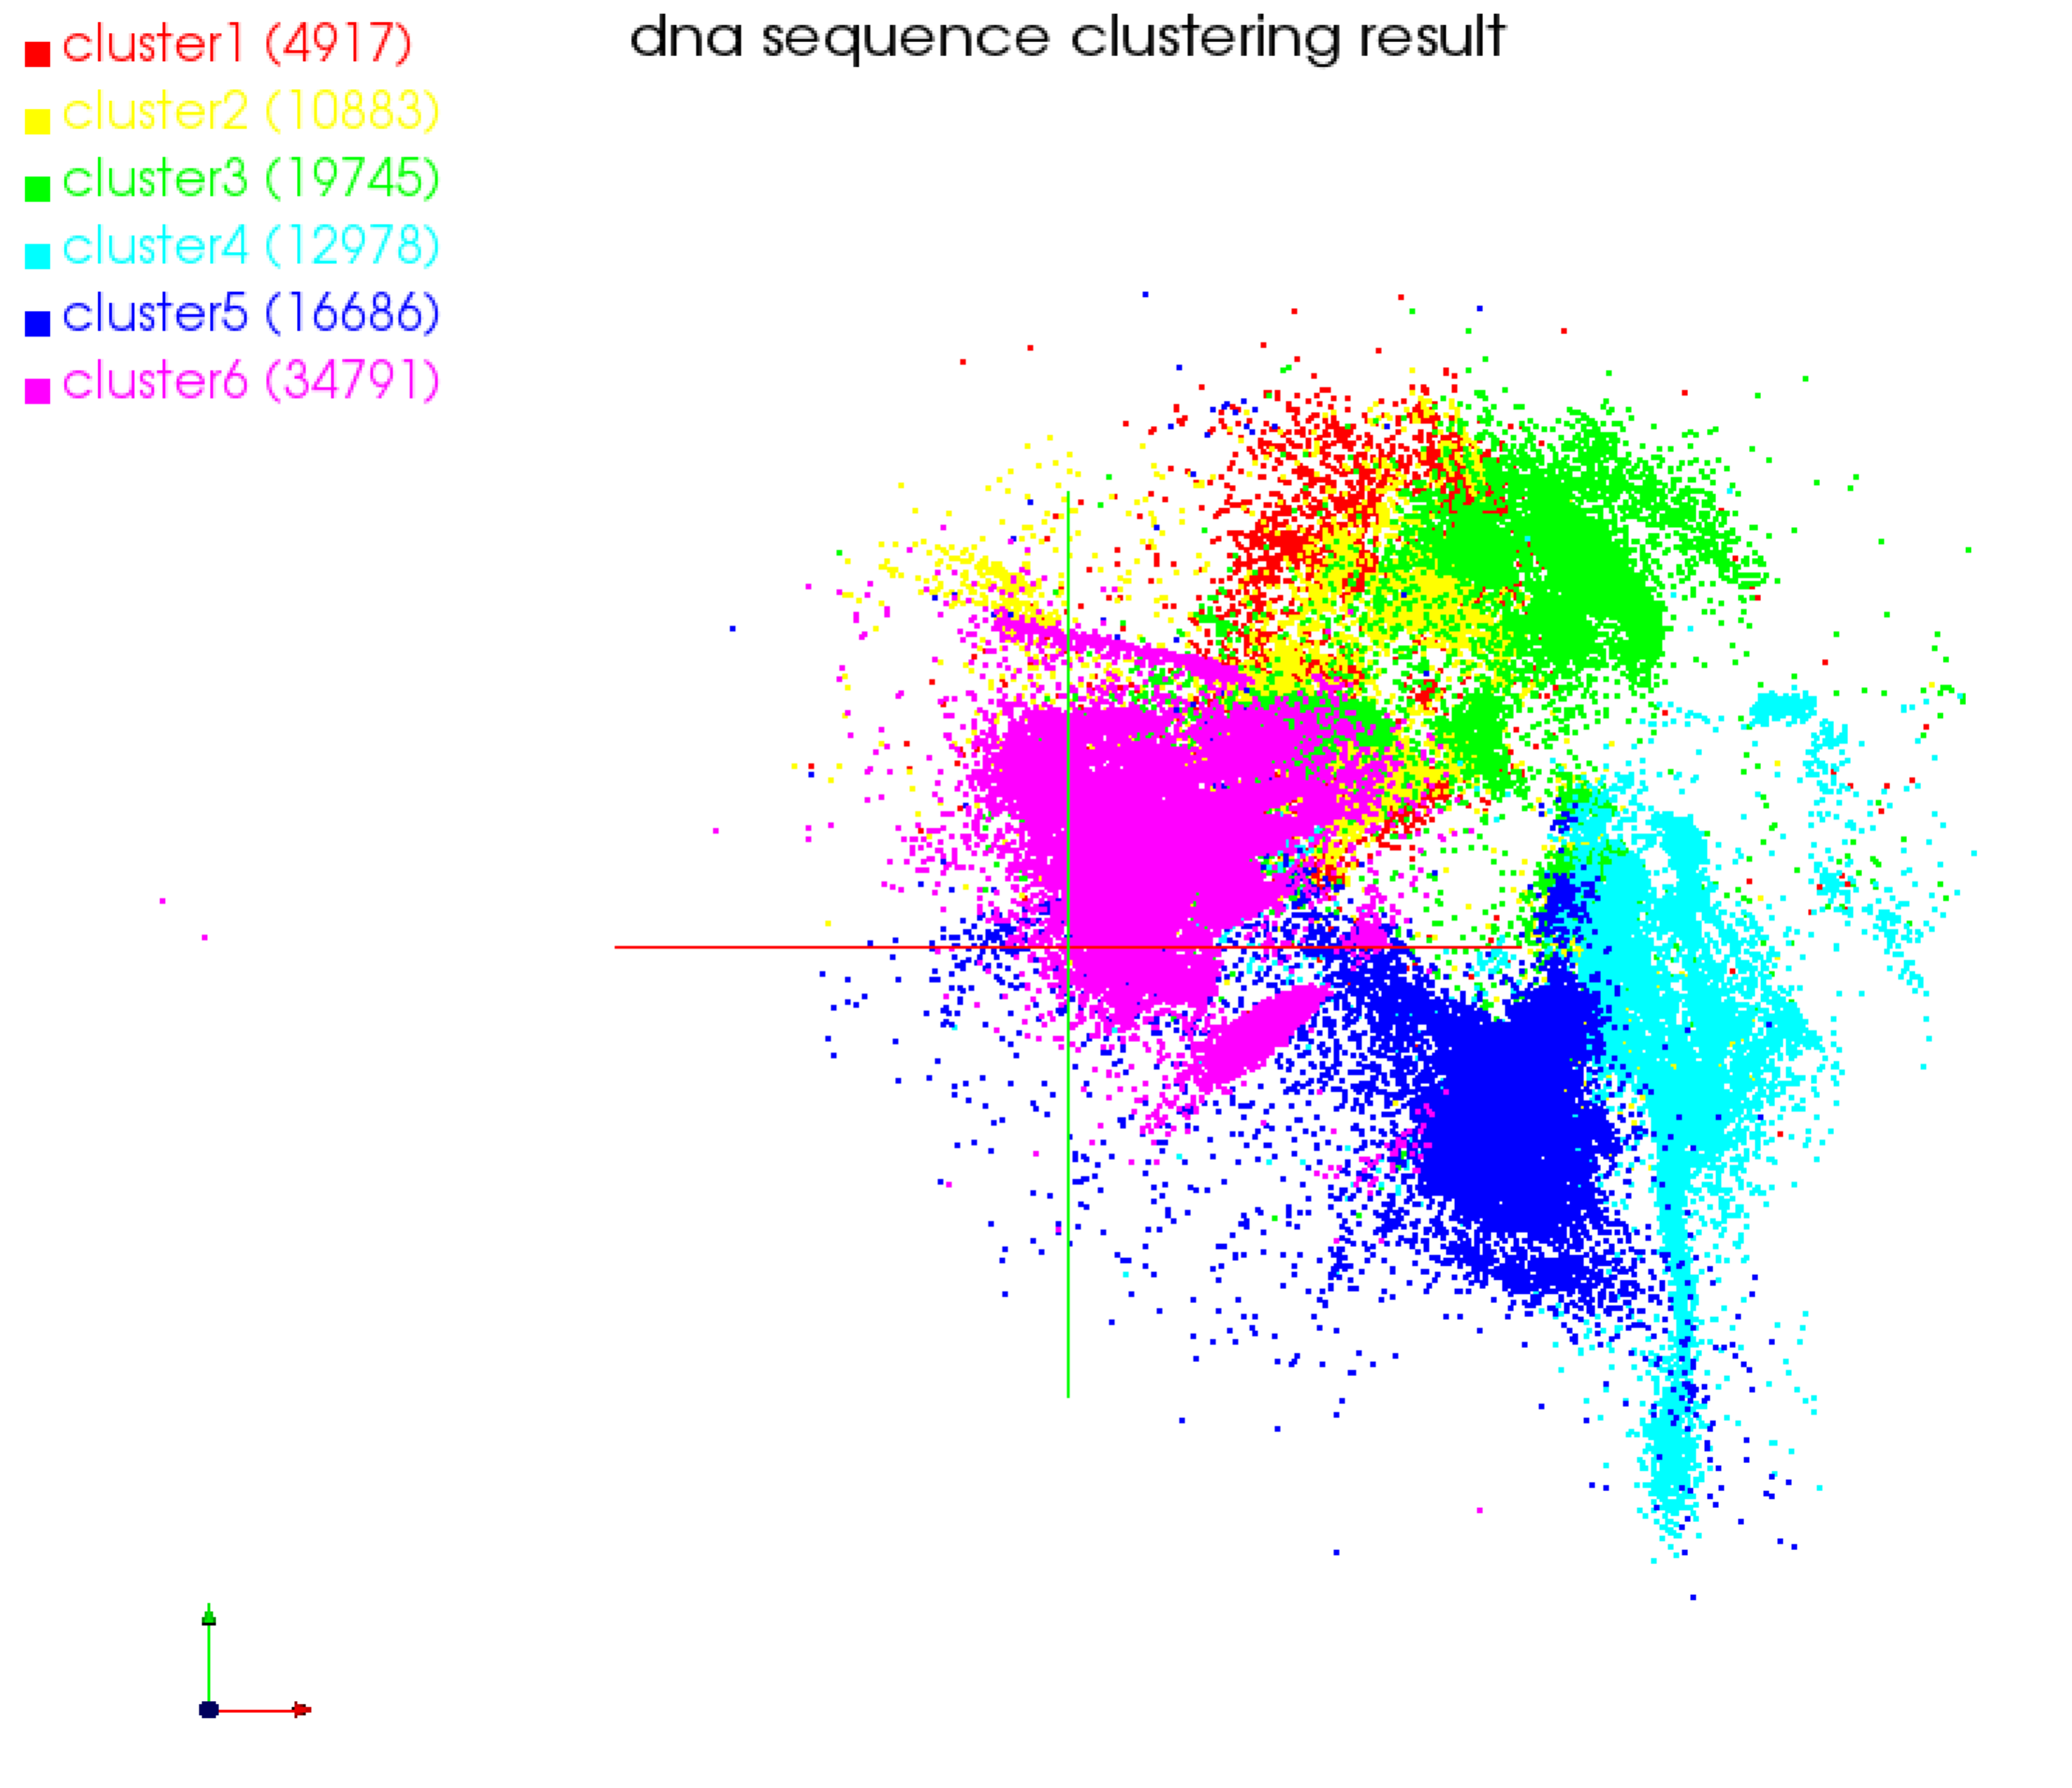 dna sequence clustering result
cluster1 (4917)
cluster2 (10883)
cluster3 (19745)
cluster4 (12978)
cluster5 (16686)
cluster6 (34791)